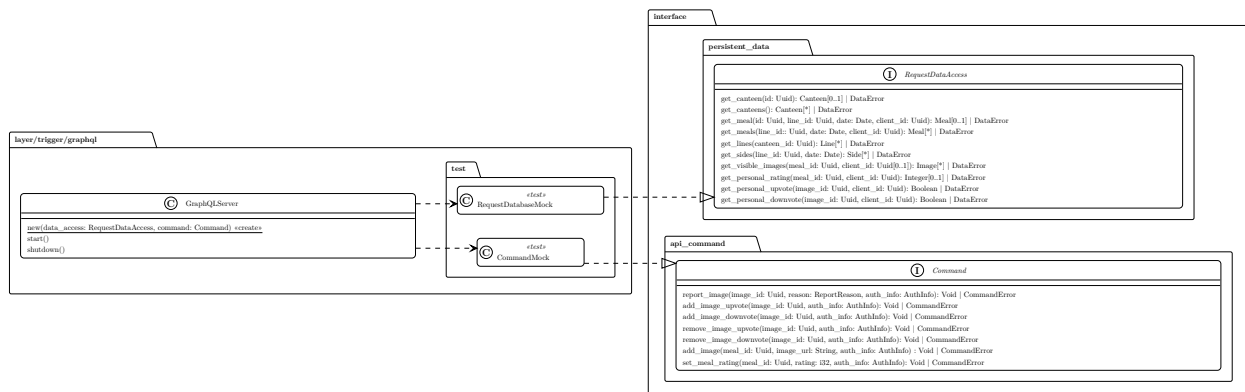 interface
persistent_data
I RequestDataAccess
get_canteen(id: Uuid): Canteen[0..1] | DataError
get_canteens(): Canteen[*] | DataError
get_meal(id: Uuid, line_id: Uuid, date: Date, client_id: Uuid): Meal[0..1] | DataError
get_meals(line_id:: Uuid, date: Date, client_id: Uuid): Meal[*] | DataError
get_lines(canteen_id: Uuid): Line[*] | DataError
get_sides(line_id: Uuid, date: Date): Side[*] | DataError
get_visible_images(meal_id: Uuid, client_id: Uuid[0..1]): Image[*] | DataError
get_personal_rating(meal_id: Uuid, client_id: Uuid): Integer[0..1] | DataError
get_personal_upvote(image_id: Uuid, client_id: Uuid): Boolean | DataError
get_personal_downvote(image_id: Uuid, client_id: Uuid): Boolean | DataError
layer/trigger/graphql
test
C GraphQLServer
new(data_access: RequestDataAccess, command: Command) «create»
start()
shutdown()
C «test»
RequestDatabaseMock
C «test»
CommandMock
api_command
I Command
report_image(image_id: Uuid, reason: ReportReason, auth_info: AuthInfo): Void | CommandError
add_image_upvote(image_id: Uuid, auth_info: AuthInfo): Void | CommandError
add_image_downvote(image_id: Uuid, auth_info: AuthInfo): Void | CommandError
remove_image_upvote(image_id: Uuid, auth_info: AuthInfo): Void | CommandError
remove_image_downvote(image_id: Uuid, auth_info: AuthInfo): Void | CommandError
add_image(meal_id: Uuid, image_url: String, auth_info: AuthInfo) : Void | CommandError
set_meal_rating(meal_id: Uuid, rating: i32, auth_info: AuthInfo): Void | CommandError